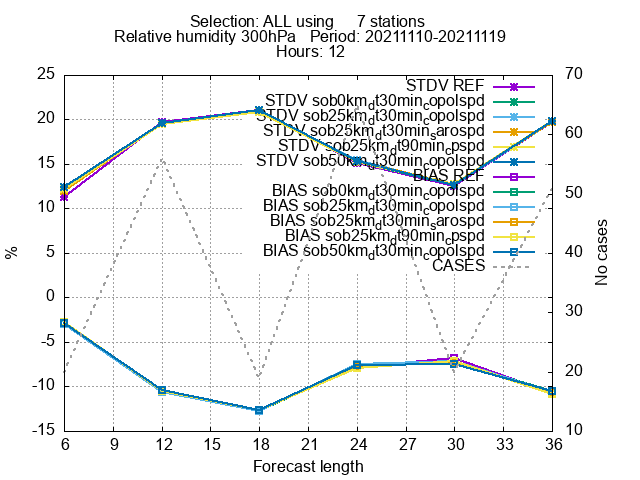 Selection: ALL using 7 stations
Relative humidity 300hPa Period: 20211110-20211119
Hours: 12
25
20
15
10
5
0
-5
-10
-15
%
70
60
50
40
30
20
10
No cases
STDV REF
STDV sob0km_dt30min_copolspd
STDV sob25km_dt30min_copolspd
STDV sob25km_dt30min_sarospd
STDV sob25km_dt90min_cpspd
STDV sob50km_dt30min_copolspd
BIAS REF
BIAS sob0km_dt30min_copolspd
BIAS sob25km_dt30min_copolspd
BIAS sob25km_dt30min_sarospd
BIAS sob25km_dt90min_cpspd
BIAS sob50km_dt30min_copolspd
CASES
6 9 12 15 18 21 24 27 30 33 36
Forecast length